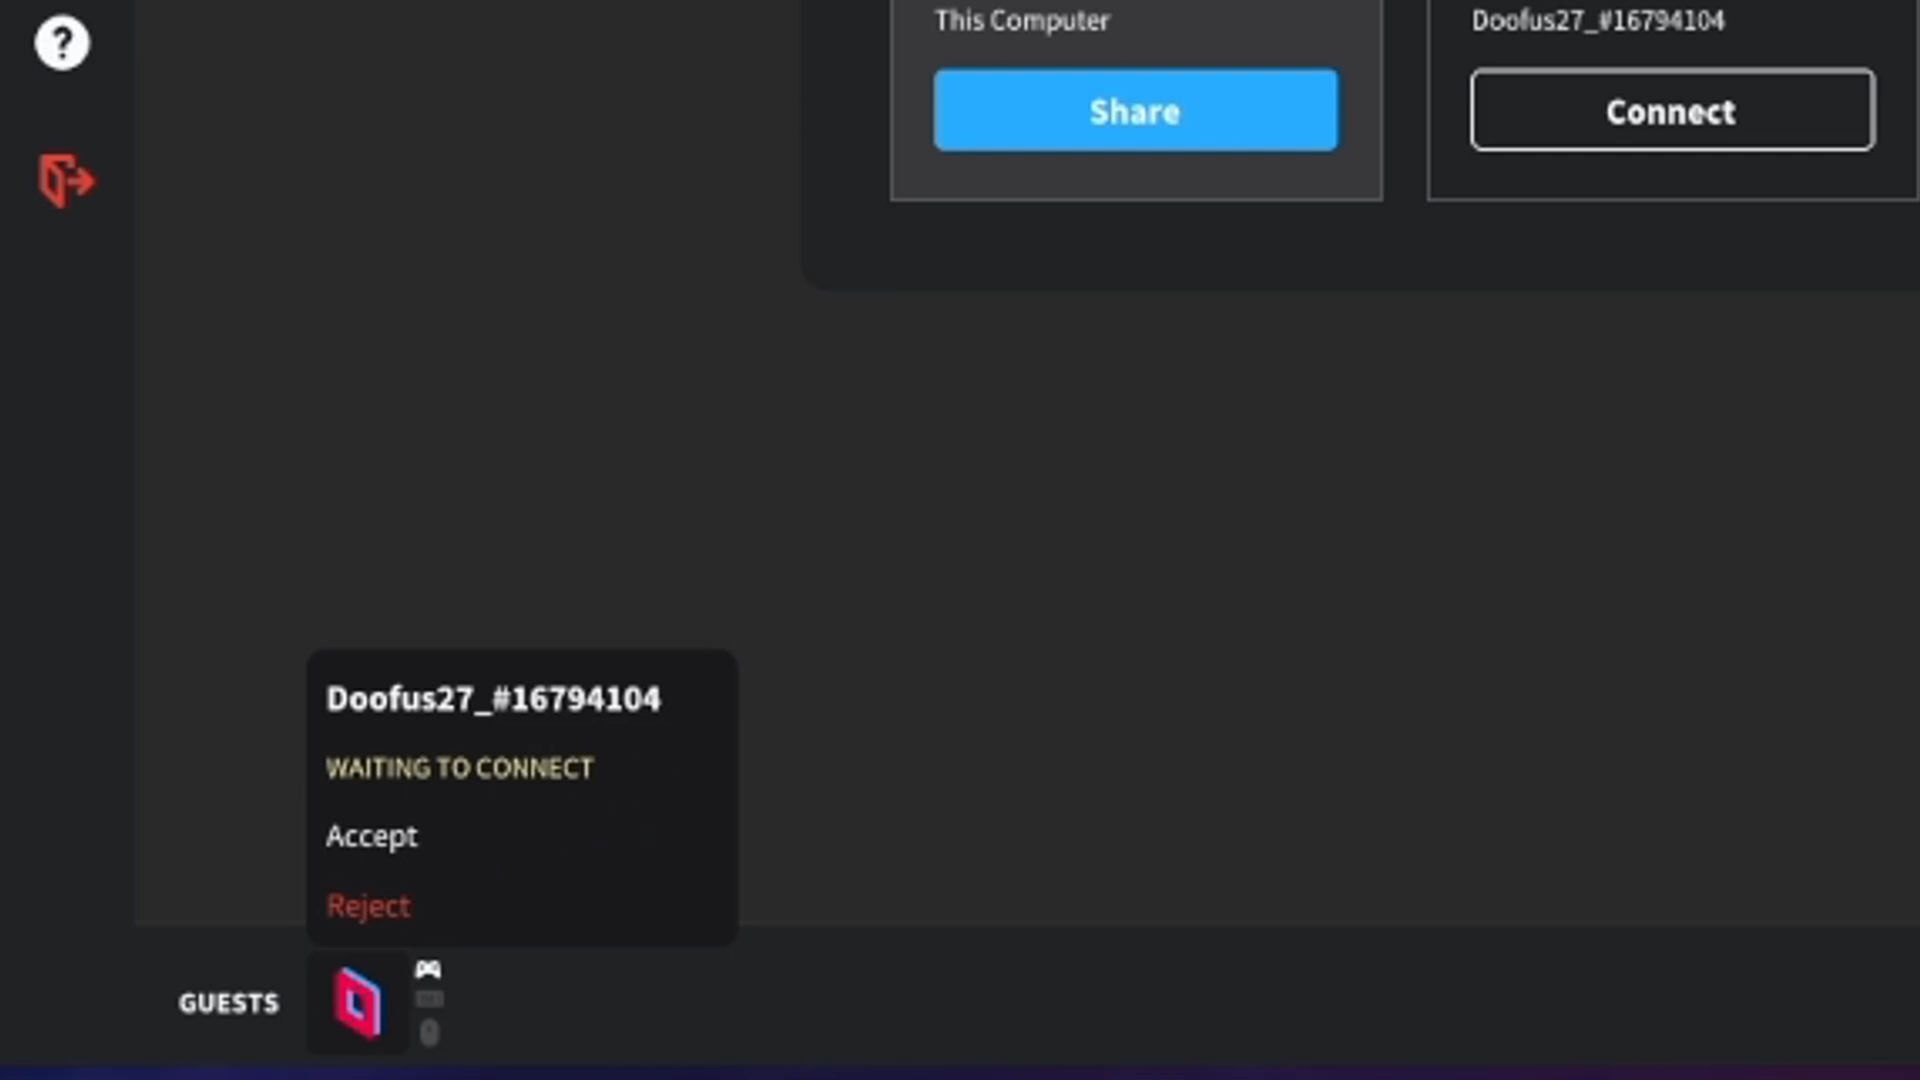 This Computer
Doofus27_#16794104
Share
Connect
Doofus27_#16794104
WAITING TO CONNECT
Accept
Reject
GUESTS